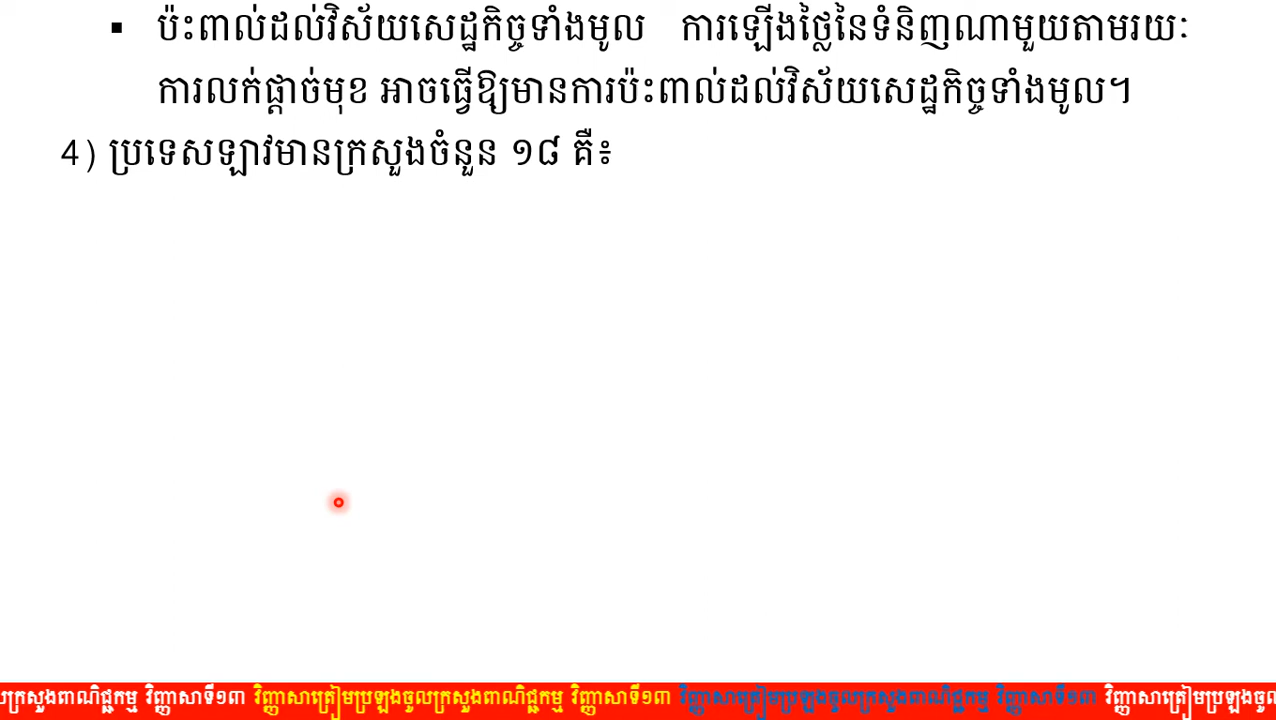 ▪ ប៉ះពាល់ដល់វិស័យសេដ្ឋកិច្ចទាំងមូល ការឡើងថ្លៃនៃទំនិញណាមួយតាមរយៈ
ការលក់ផ្តាច់មុខ អាចធ្វើឱ្យមានការប៉ះពាល់ដល់វិស័យសេដ្ឋកិច្ចទាំងមូល។
4) ប្រទេសឡាវមានក្រសួងចំនួន ១៨ គឺ៖
បក្រសួងពាណិជ្ជកម្ម វិញ្ញាសាទី១៣ វិញ្ញាសាត្រៀមប្រឡងចូលក្រសួងពាណិជ្ជកម្ម វិញ្ញាសាទី១៣ វិញ្ញាសាត្រៀមប្រឡងចូលក្រសួងពាណិជ្ជកម្ម វិញ្ញាសាទី១៣ វិញ្ញាសាត្រៀមប្រឡងចូល